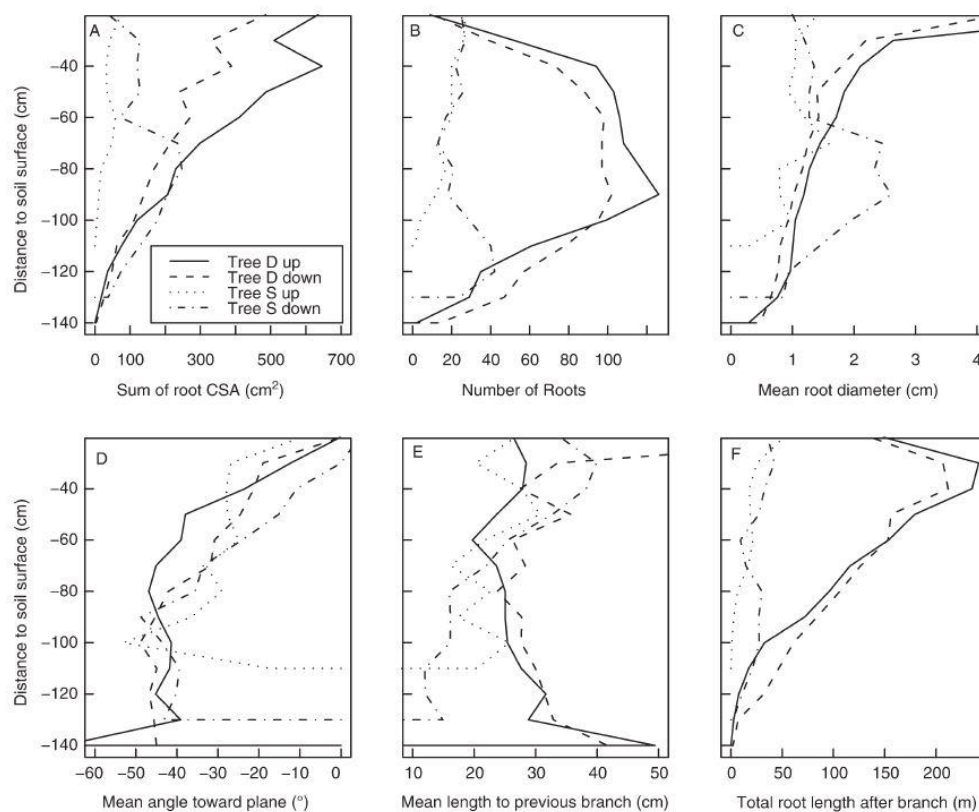 A
B
C
Distance to soil surface (cm)
−40
−60
−80
−100
−120
−140
Tree D up
Tree D down
Tree S up
Tree S down
0 100 300 500 700
0 20 40 60 80 100
0 1 2 3 4
Sum of root CSA (cm²)
Number of Roots
Mean root diameter (cm)
D
E
F
Distance to soil surface (cm)
−40
−60
−80
−100
−120
−140
−60 −50 −40 −30 −20 −10 0
10 20 30 40 50
0 50 100 150 200
Mean angle toward plane (°)
Mean length to previous branch (cm)
Total root length after branch (m)